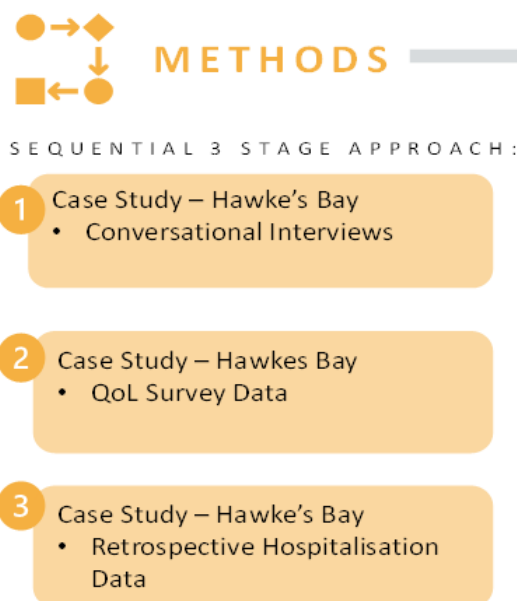 METHODS
SEQUENTIAL 3 STAGE APPROACH:
1
Case Study – Hawke's Bay
• Conversational Interviews
2
Case Study – Hawkes Bay
• QoL Survey Data
3
Case Study – Hawke's Bay
• Retrospective Hospitalisation
Data